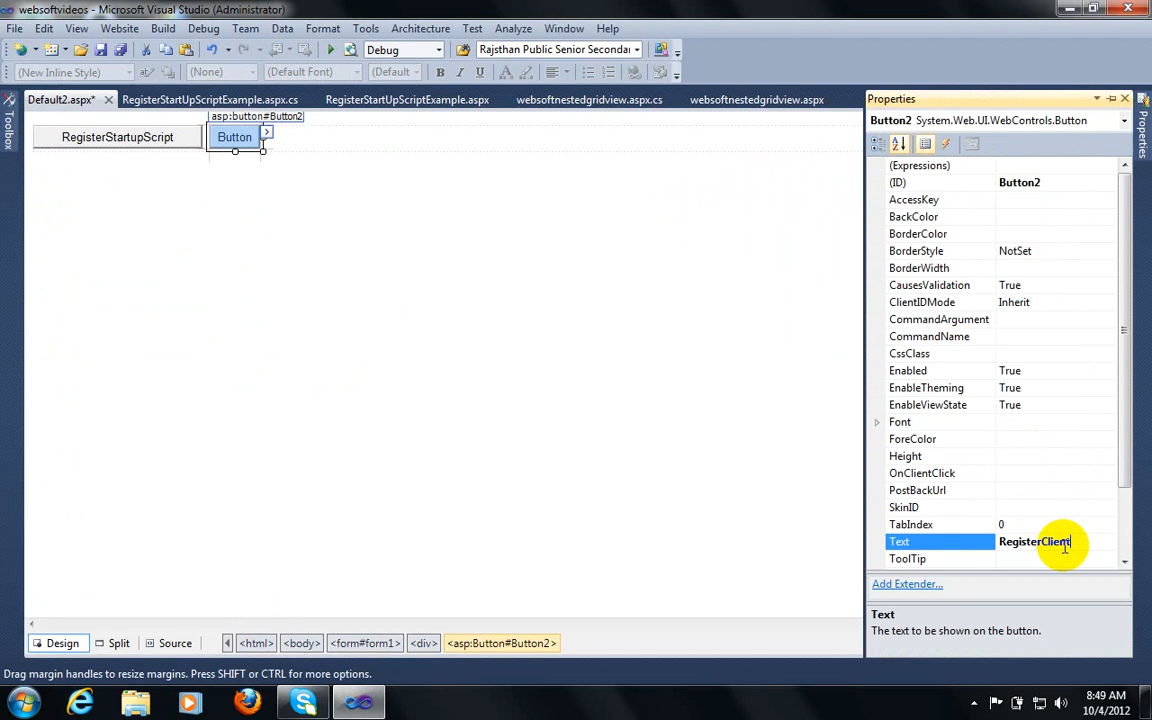 websoftvideos - Microsoft Visual Studio (Administrator)
File Edit View Website Build Debug Team Data Format Tools Architecture Test Analyze Window Help
Debug Rajsthan Public Senior Secondar
(New Inline Style) (None) (Default Font) (Default B I U A
Default2.aspx* RegisterStartUpScriptExample.aspx.cs RegisterStartUpScriptExample.aspx websoftnestedgridview.aspx.cs websoftnestedgridview.aspx
Toolbox
asp:button#Button2
RegisterStartupScript Button
Properties
Button2 System.Web.UI.WebControls.Button
Properties
(Expressions)
(ID) Button2
AccessKey
BackColor
BorderColor
BorderStyle NotSet
BorderWidth
CausesValidation True
ClientIDMode Inherit
CommandArgument
CommandName
CssClass
Enabled True
EnableTheming True
EnableViewState True
Font
ForeColor
Height
OnClientClick
PostBackUrl
SkinID
TabIndex 0
Text RegisterClient
ToolTip
Add Extender...
Text
The text to be shown on the button.
Design Split Source <html> <body> <form#form1> <div> <asp:Button#Button2>
Drag margin handles to resize margins. Press SHIFT or CTRL for more options.
8:49 AM
10/4/2012